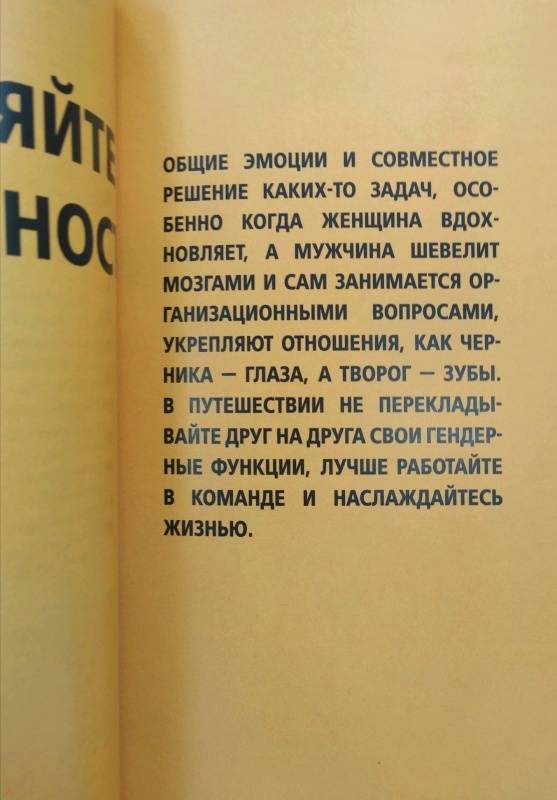 ЯЙТЕ
НОС
ОБЩИЕ ЭМОЦИИ И СОВМЕСТНОЕ
РЕШЕНИЕ КАКИХ-ТО ЗАДАЧ, ОСО-
БЕННО КОГДА ЖЕНЩИНА ВДОХ-
НОВЛЯЕТ, А МУЖЧИНА ШЕВЕЛИТ
МОЗГАМИ И САМ ЗАНИМАЕТСЯ ОР-
ГАНИЗАЦИОННЫМИ ВОПРОСАМИ,
УКРЕПЛЯЮТ ОТНОШЕНИЯ, КАК ЧЕР-
НИКА — ГЛАЗА, А ТВОРОГ — ЗУБЫ.
В ПУТЕШЕСТВИИ НЕ ПЕРЕКЛАДЫ-
ВАЙТЕ ДРУГ НА ДРУГА СВОИ ГЕНДЕР-
НЫЕ ФУНКЦИИ, ЛУЧШЕ РАБОТАЙТЕ
В КОМАНДЕ И НАСЛАЖДАЙТЕСЬ
ЖИЗНЬЮ.